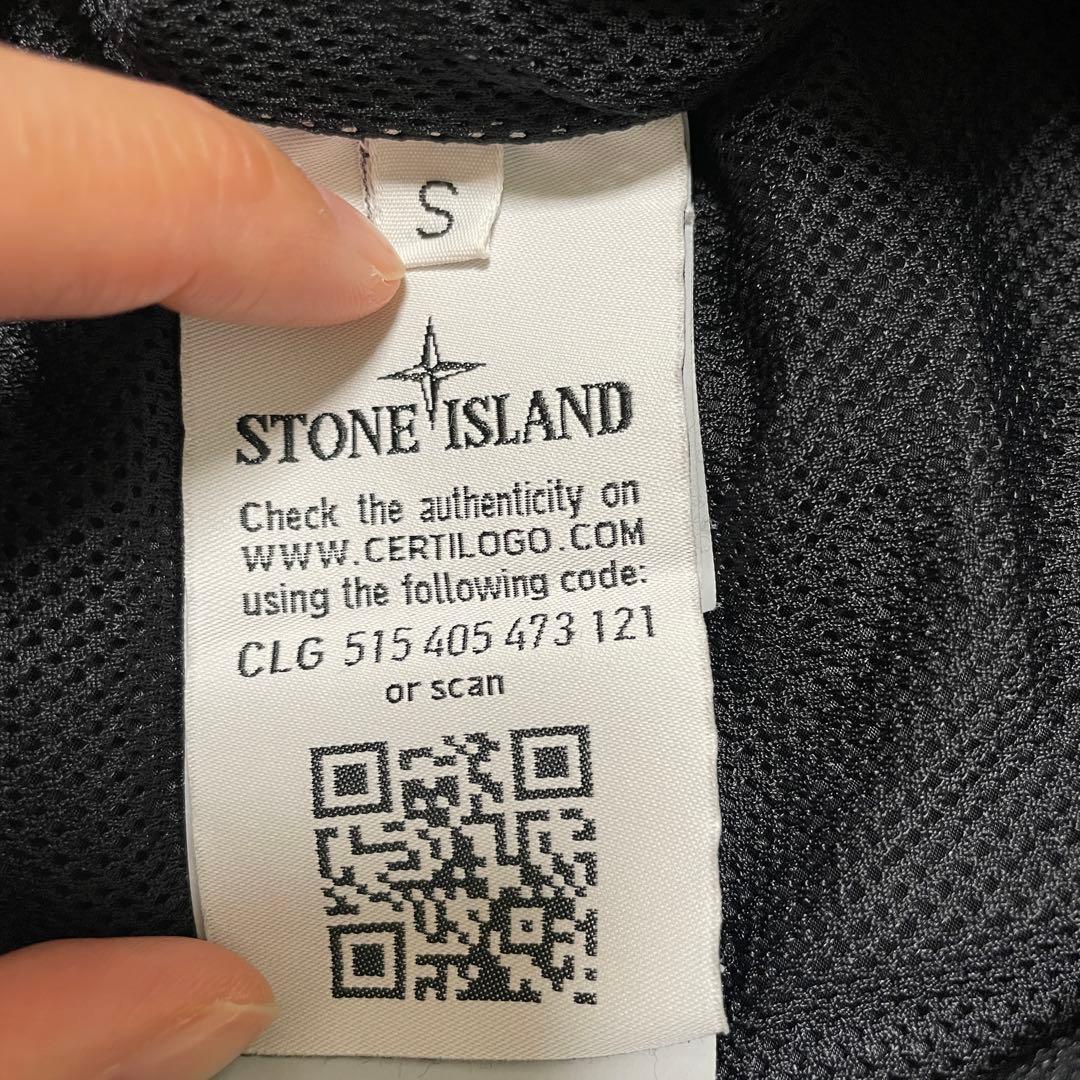 S
STONE ISLAND
Check the authenticity on
WWW.CERTILOGO.COM
using the following code:
CLG 515 405 473 121
or scan